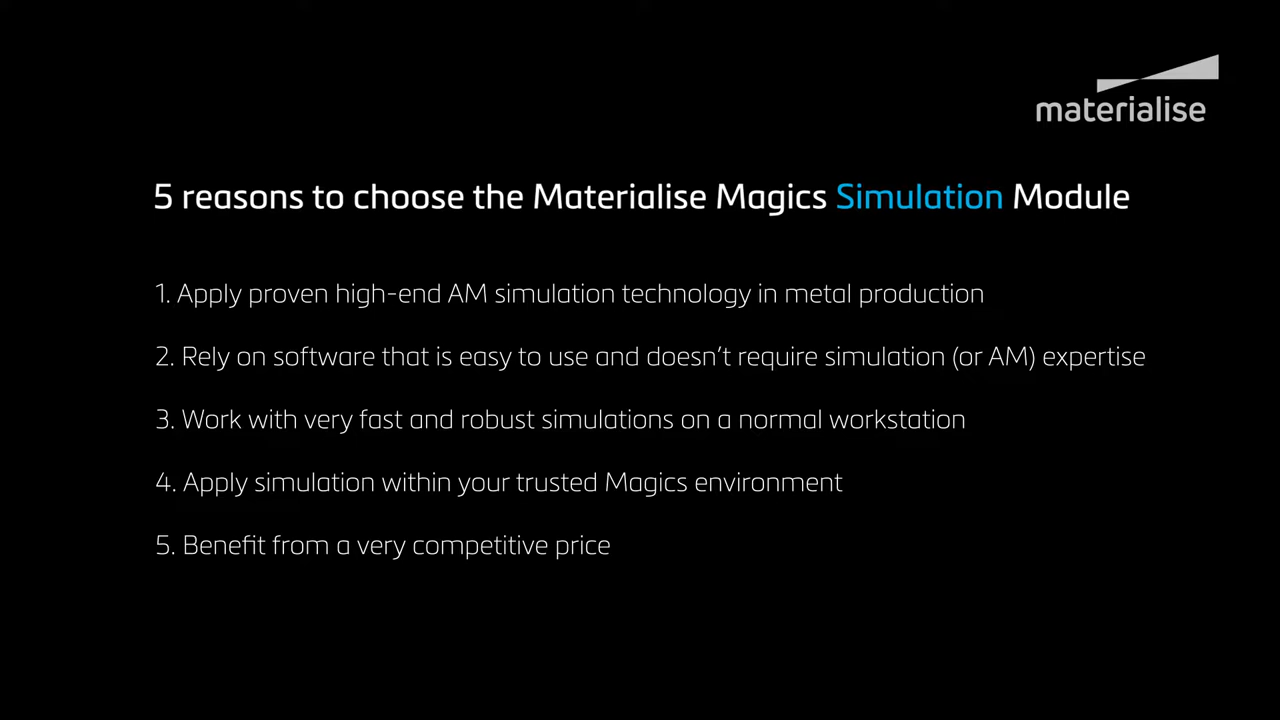 materialise
5 reasons to choose the Materialise Magics Simulation Module
1. Apply proven high-end AM simulation technology in metal production
2. Rely on software that is easy to use and doesn't require simulation (or AM) expertise
3. Work with very fast and robust simulations on a normal workstation
4. Apply simulation within your trusted Magics environment
5. Benefit from a very competitive price